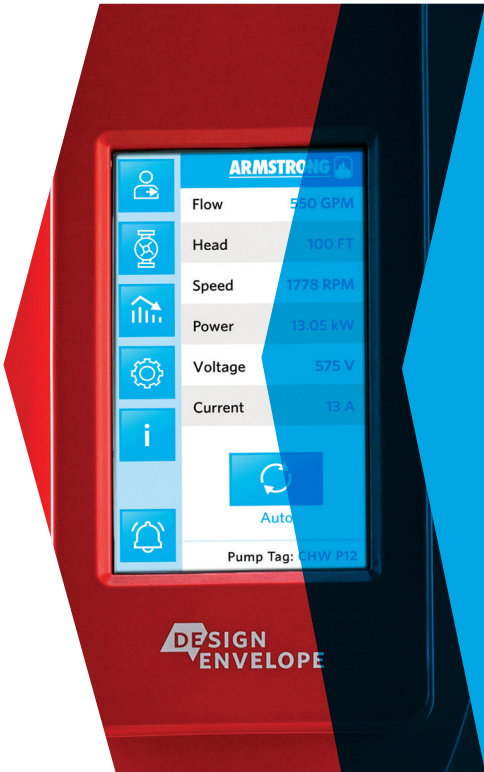 ARMSTRONG
Flow 550 GPM
Head 100 FT
Speed 1778 RPM
Power 13.05 kW
Voltage 575 V
Current 13 A
i
Auto
Pump Tag: CHW P12
DESIGN
ENVELOPE